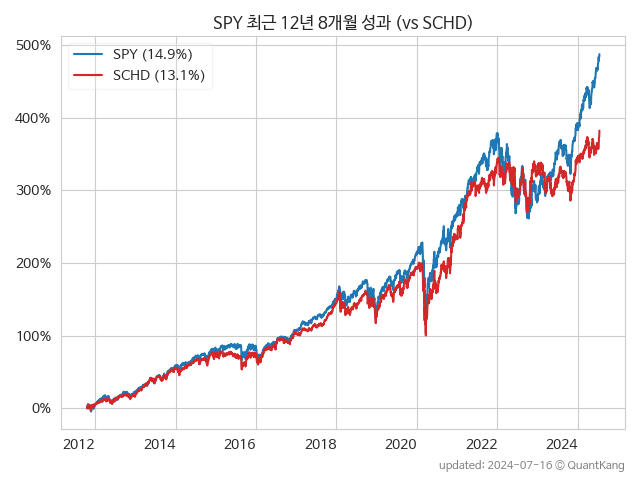 SPY 최근 12년 8개월 성과 (vs SCHD)
SPY (14.9%)
SCHD (13.1%)
500%
400%
300%
200%
100%
0%
2012 2014 2016 2018 2020 2022 2024
updated: 2024-07-16 © QuantKang